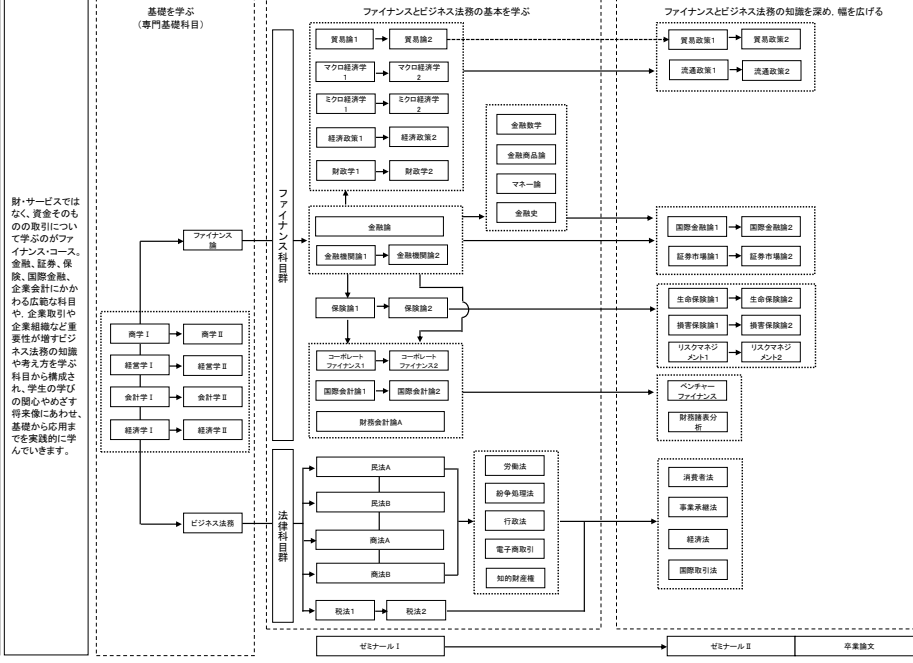 財・サービスでは
なく、資金そのも
のの取引につい
て学ぶのがファ
イナンス・コース。
金融、証券、保
険、国際金融、
企業会計にかか
わる広範な科目
や、企業取引や
企業組織など重
要性が増すビジ
ネス法務の知識
や考え方を学ぶ
科目から構成さ
れ、学生の学び
の関心やめざす
将来像にあわせ、
基礎から応用ま
でを実践的に学
んでいきます。
基礎を学ぶ
(専門基礎科目)
ファイナンス
論
商学Ⅰ
商学Ⅱ
経営学Ⅰ
経営学Ⅱ
会計学Ⅰ
会計学Ⅱ
経済学Ⅰ
経済学Ⅱ
ビジネス法務
ファイナンスとビジネス法務の基本を学ぶ
ファイナンス科目群
貿易論1
貿易論2
マクロ経済学
1
マクロ経済学
2
ミクロ経済学
1
ミクロ経済学
2
経済政策1
経済政策2
財政学1
財政学2
金融数学
金融商品論
マネー論
金融史
金融論
金融機関論1
金融機関論2
保険論1
保険論2
コーポレート
ファイナンス1
コーポレート
ファイナンス2
国際会計論1
国際会計論2
財務会計論A
法律科目群
民法A
民法B
商法A
商法B
税法1
税法2
労働法
紛争処理法
行政法
電子商取引
知的財産権
ゼミナールⅠ
ファイナンスとビジネス法務の知識を深め、幅を広げる
貿易政策1
貿易政策2
流通政策1
流通政策2
国際金融論1
国際金融論2
証券市場論1
証券市場論2
生命保険論1
生命保険論2
損害保険論1
損害保険論2
リスクマネジ
メント1
リスクマネジ
メント2
ベンチャー
ファイナンス
財務諸表分
析
消費者法
事業承継法
経済法
国際取引法
ゼミナールⅡ
卒業論文